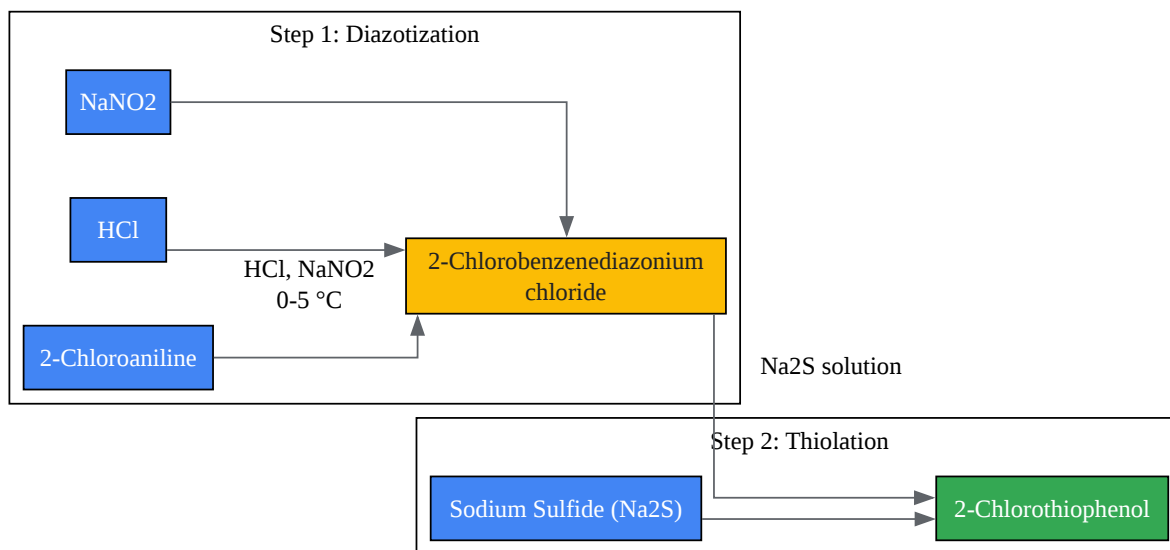 Step 1: Diazotization
NaNO2
HCl
HCl, NaNO2
0-5 °C
2-Chlorobenzenediazonium
chloride
2-Chloroaniline
Na2S solution
Step 2: Thiolation
Sodium Sulfide (Na2S)
2-Chlorothiophenol